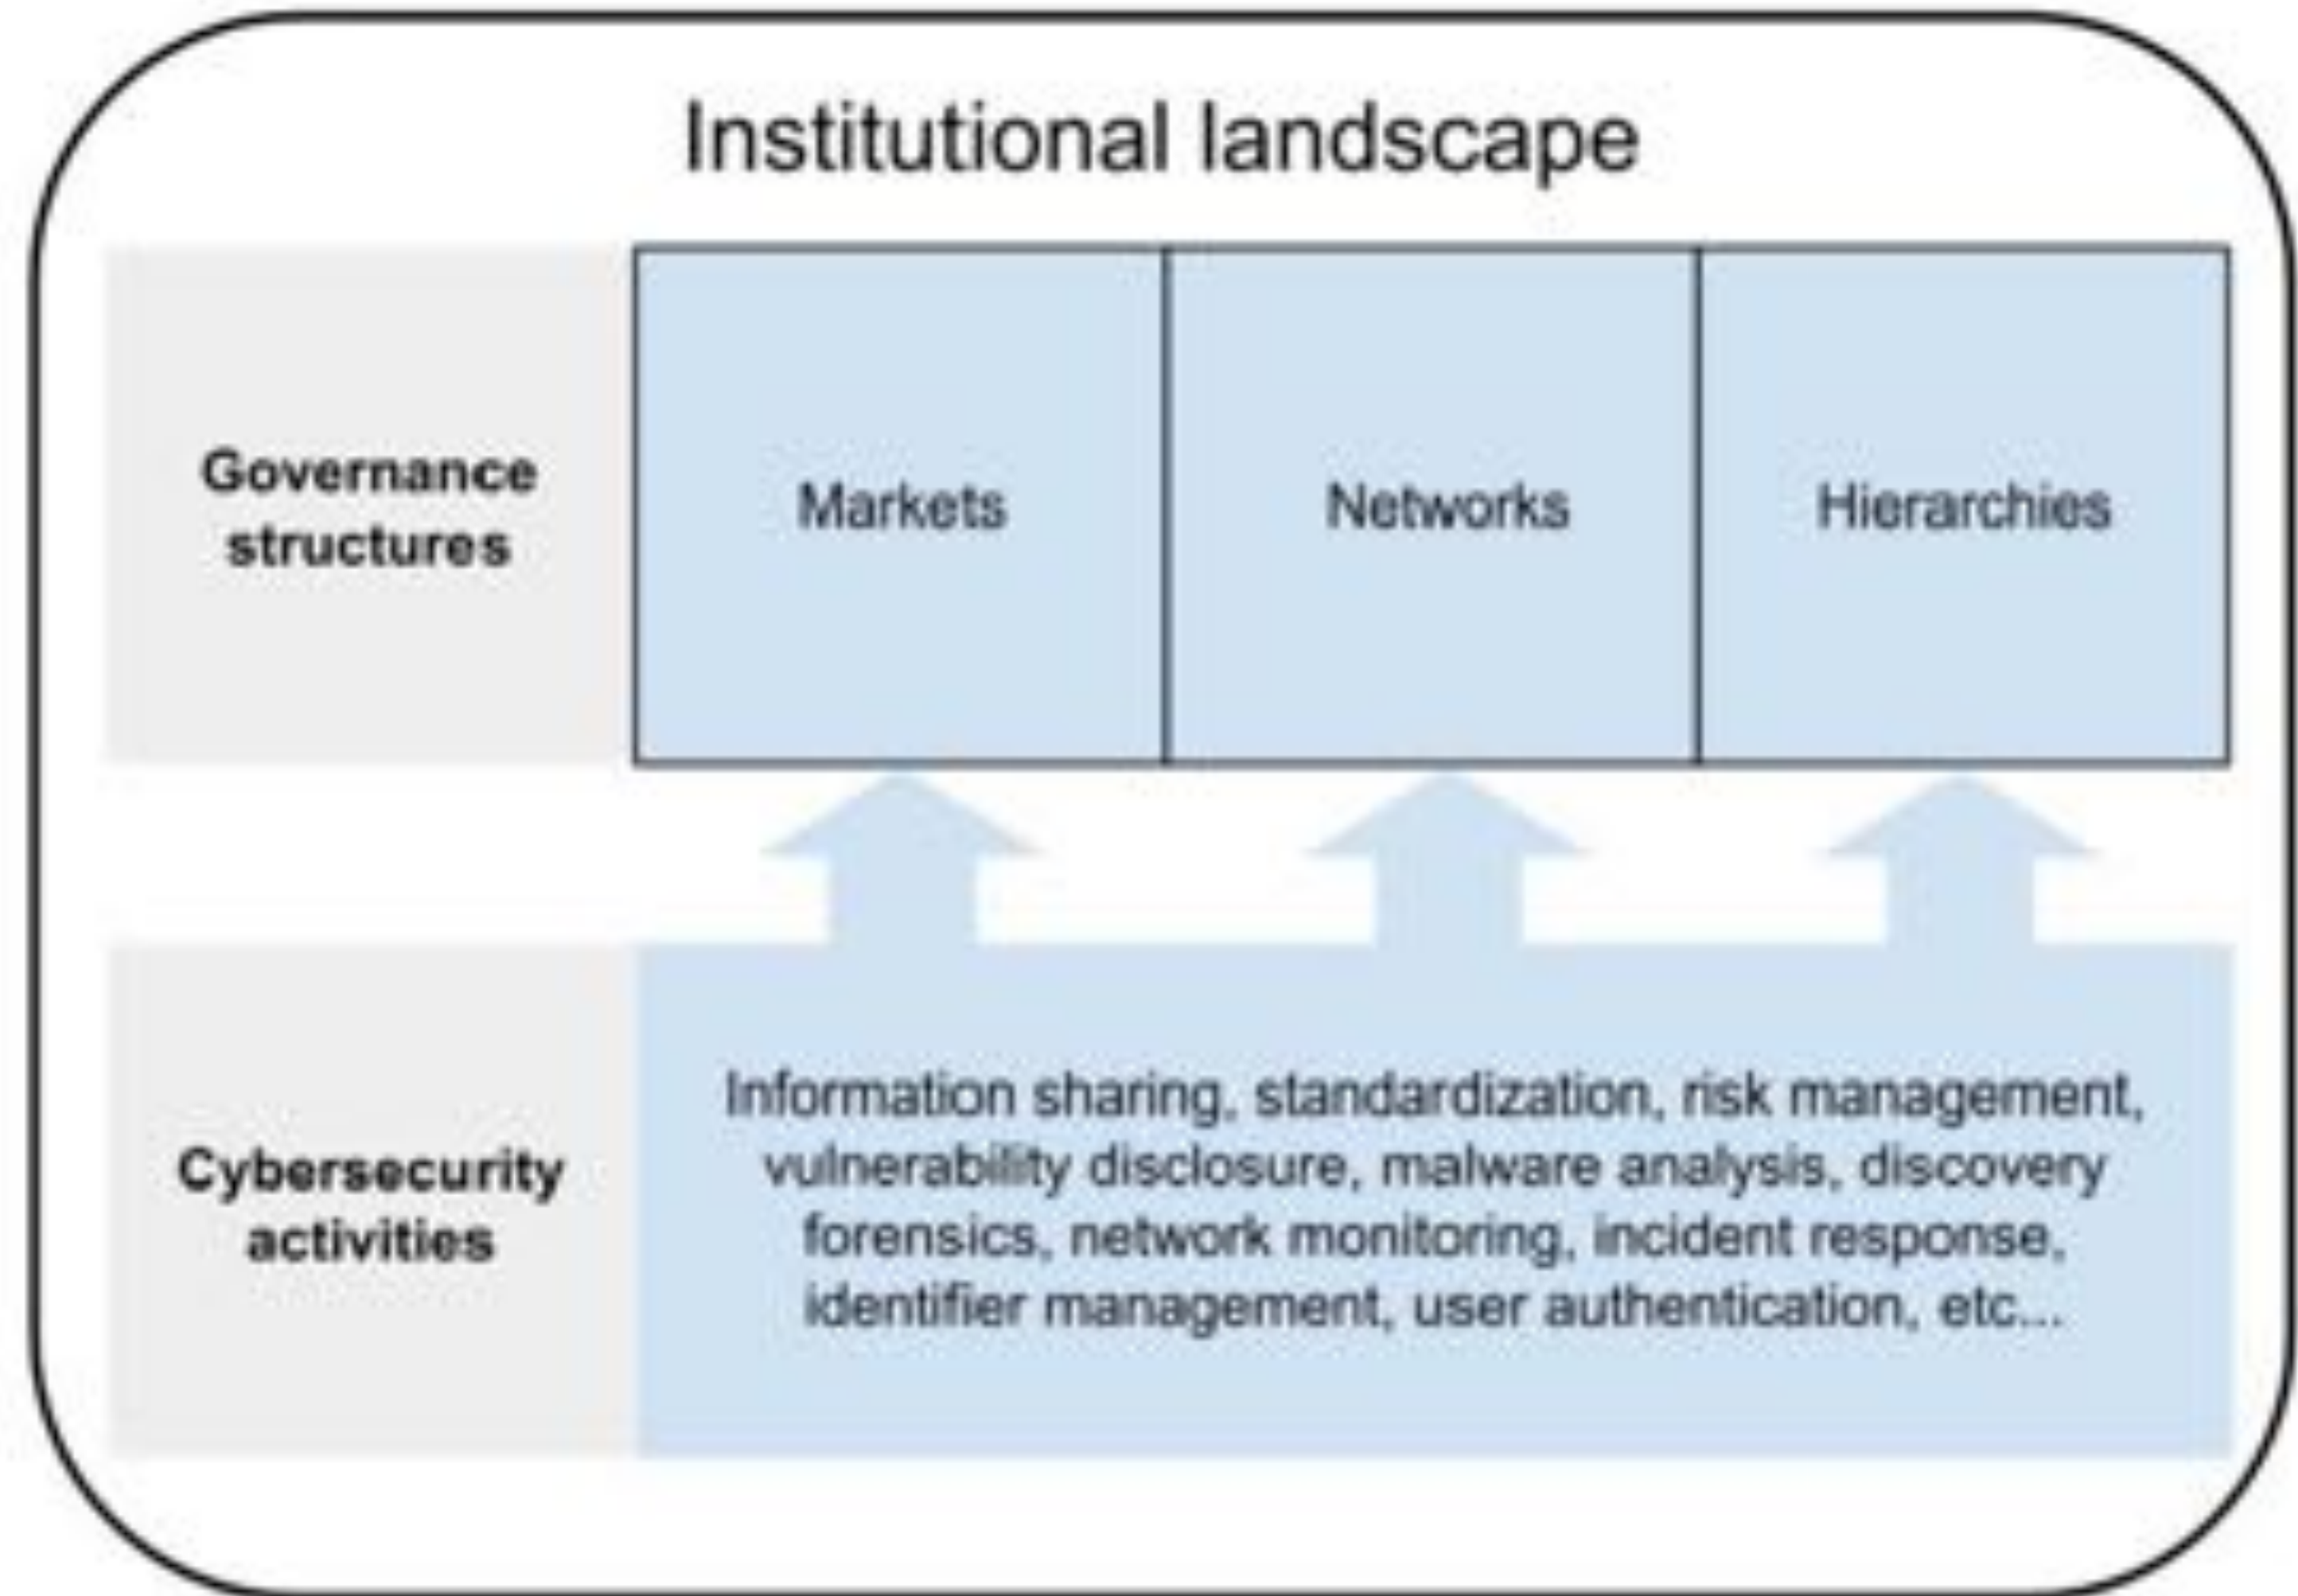 Institutional landscape
Governance
structures
Markets
Networks
Hierarchies
Cybersecurity
activities
Information sharing, standardization, risk management,
vulnerability disclosure, malware analysis, discovery
forensics, network monitoring, incident response,
identifier management, user authentication, etc...